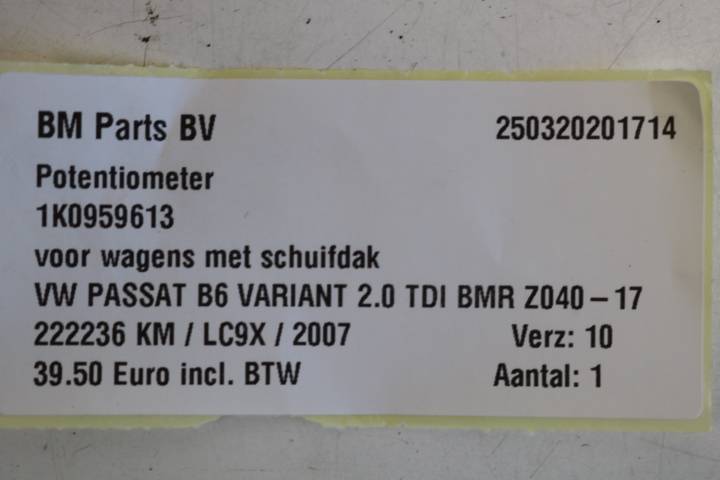 BM Parts BV 250320201714
Potentiometer
1K0959613
voor wagens met schuifdak
VW PASSAT B6 VARIANT 2.0 TDI BMR Z040-17
222236 KM / LC9X / 2007 Verz: 10
39.50 Euro incl. BTW Aantal: 1